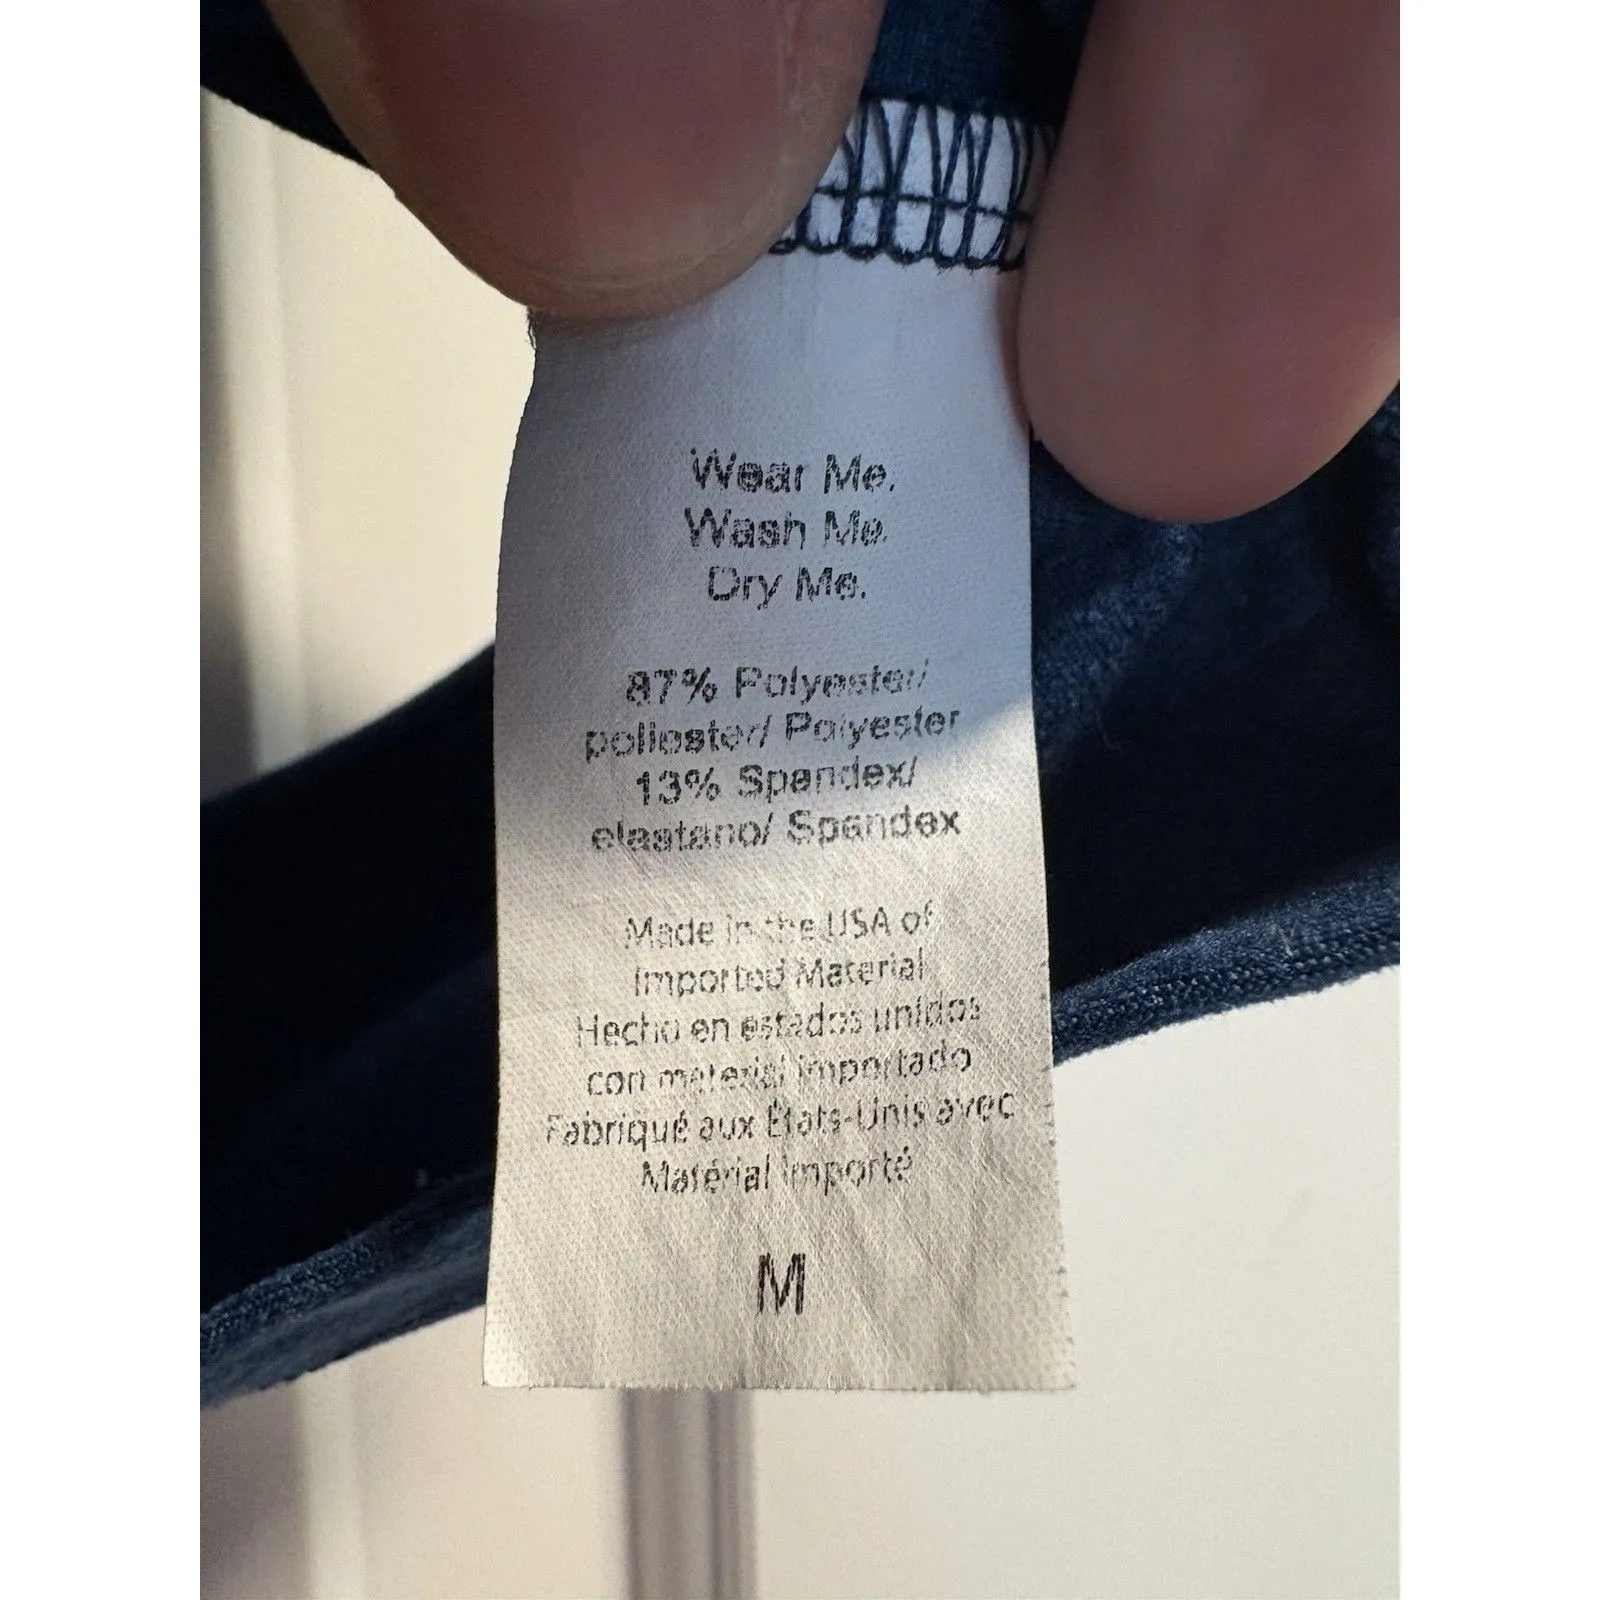 Wear Me.
Wash Me.
Dry Me.
87% Polyester/
poliester/ Polyester
13% Spandex/
elastano/ Spandex
Made in the USA of
Imported Material
Hecho en estados unidos
con material importado
Fabriqué aux États-Unis avec
Matérial Importé
M